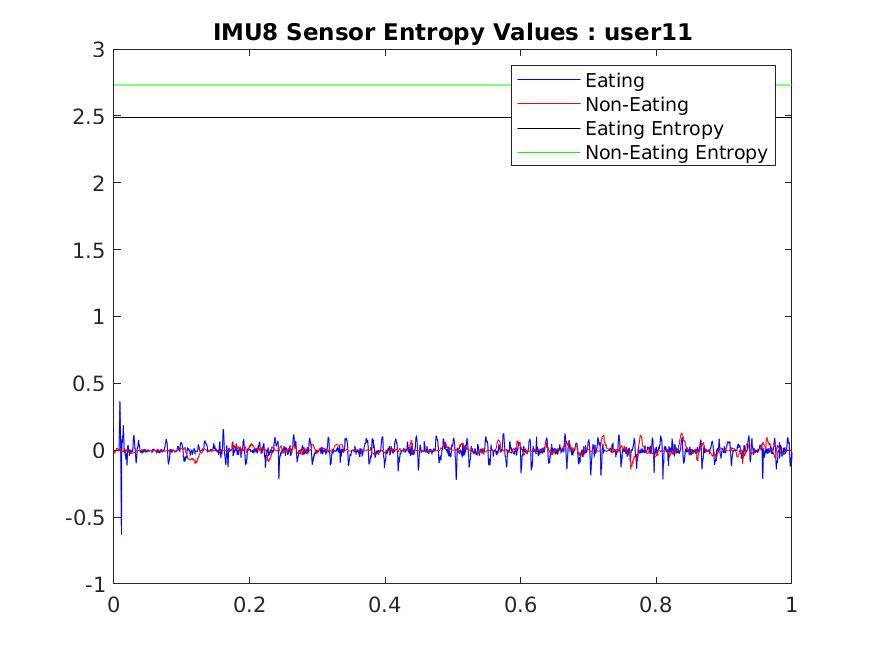 IMU8 Sensor Entropy Values : user11
3
2.5
2
1.5
1
0.5
0
-0.5
-1
Eating
Non-Eating
Eating Entropy
Non-Eating Entropy
0 0.2 0.4 0.6 0.8 1